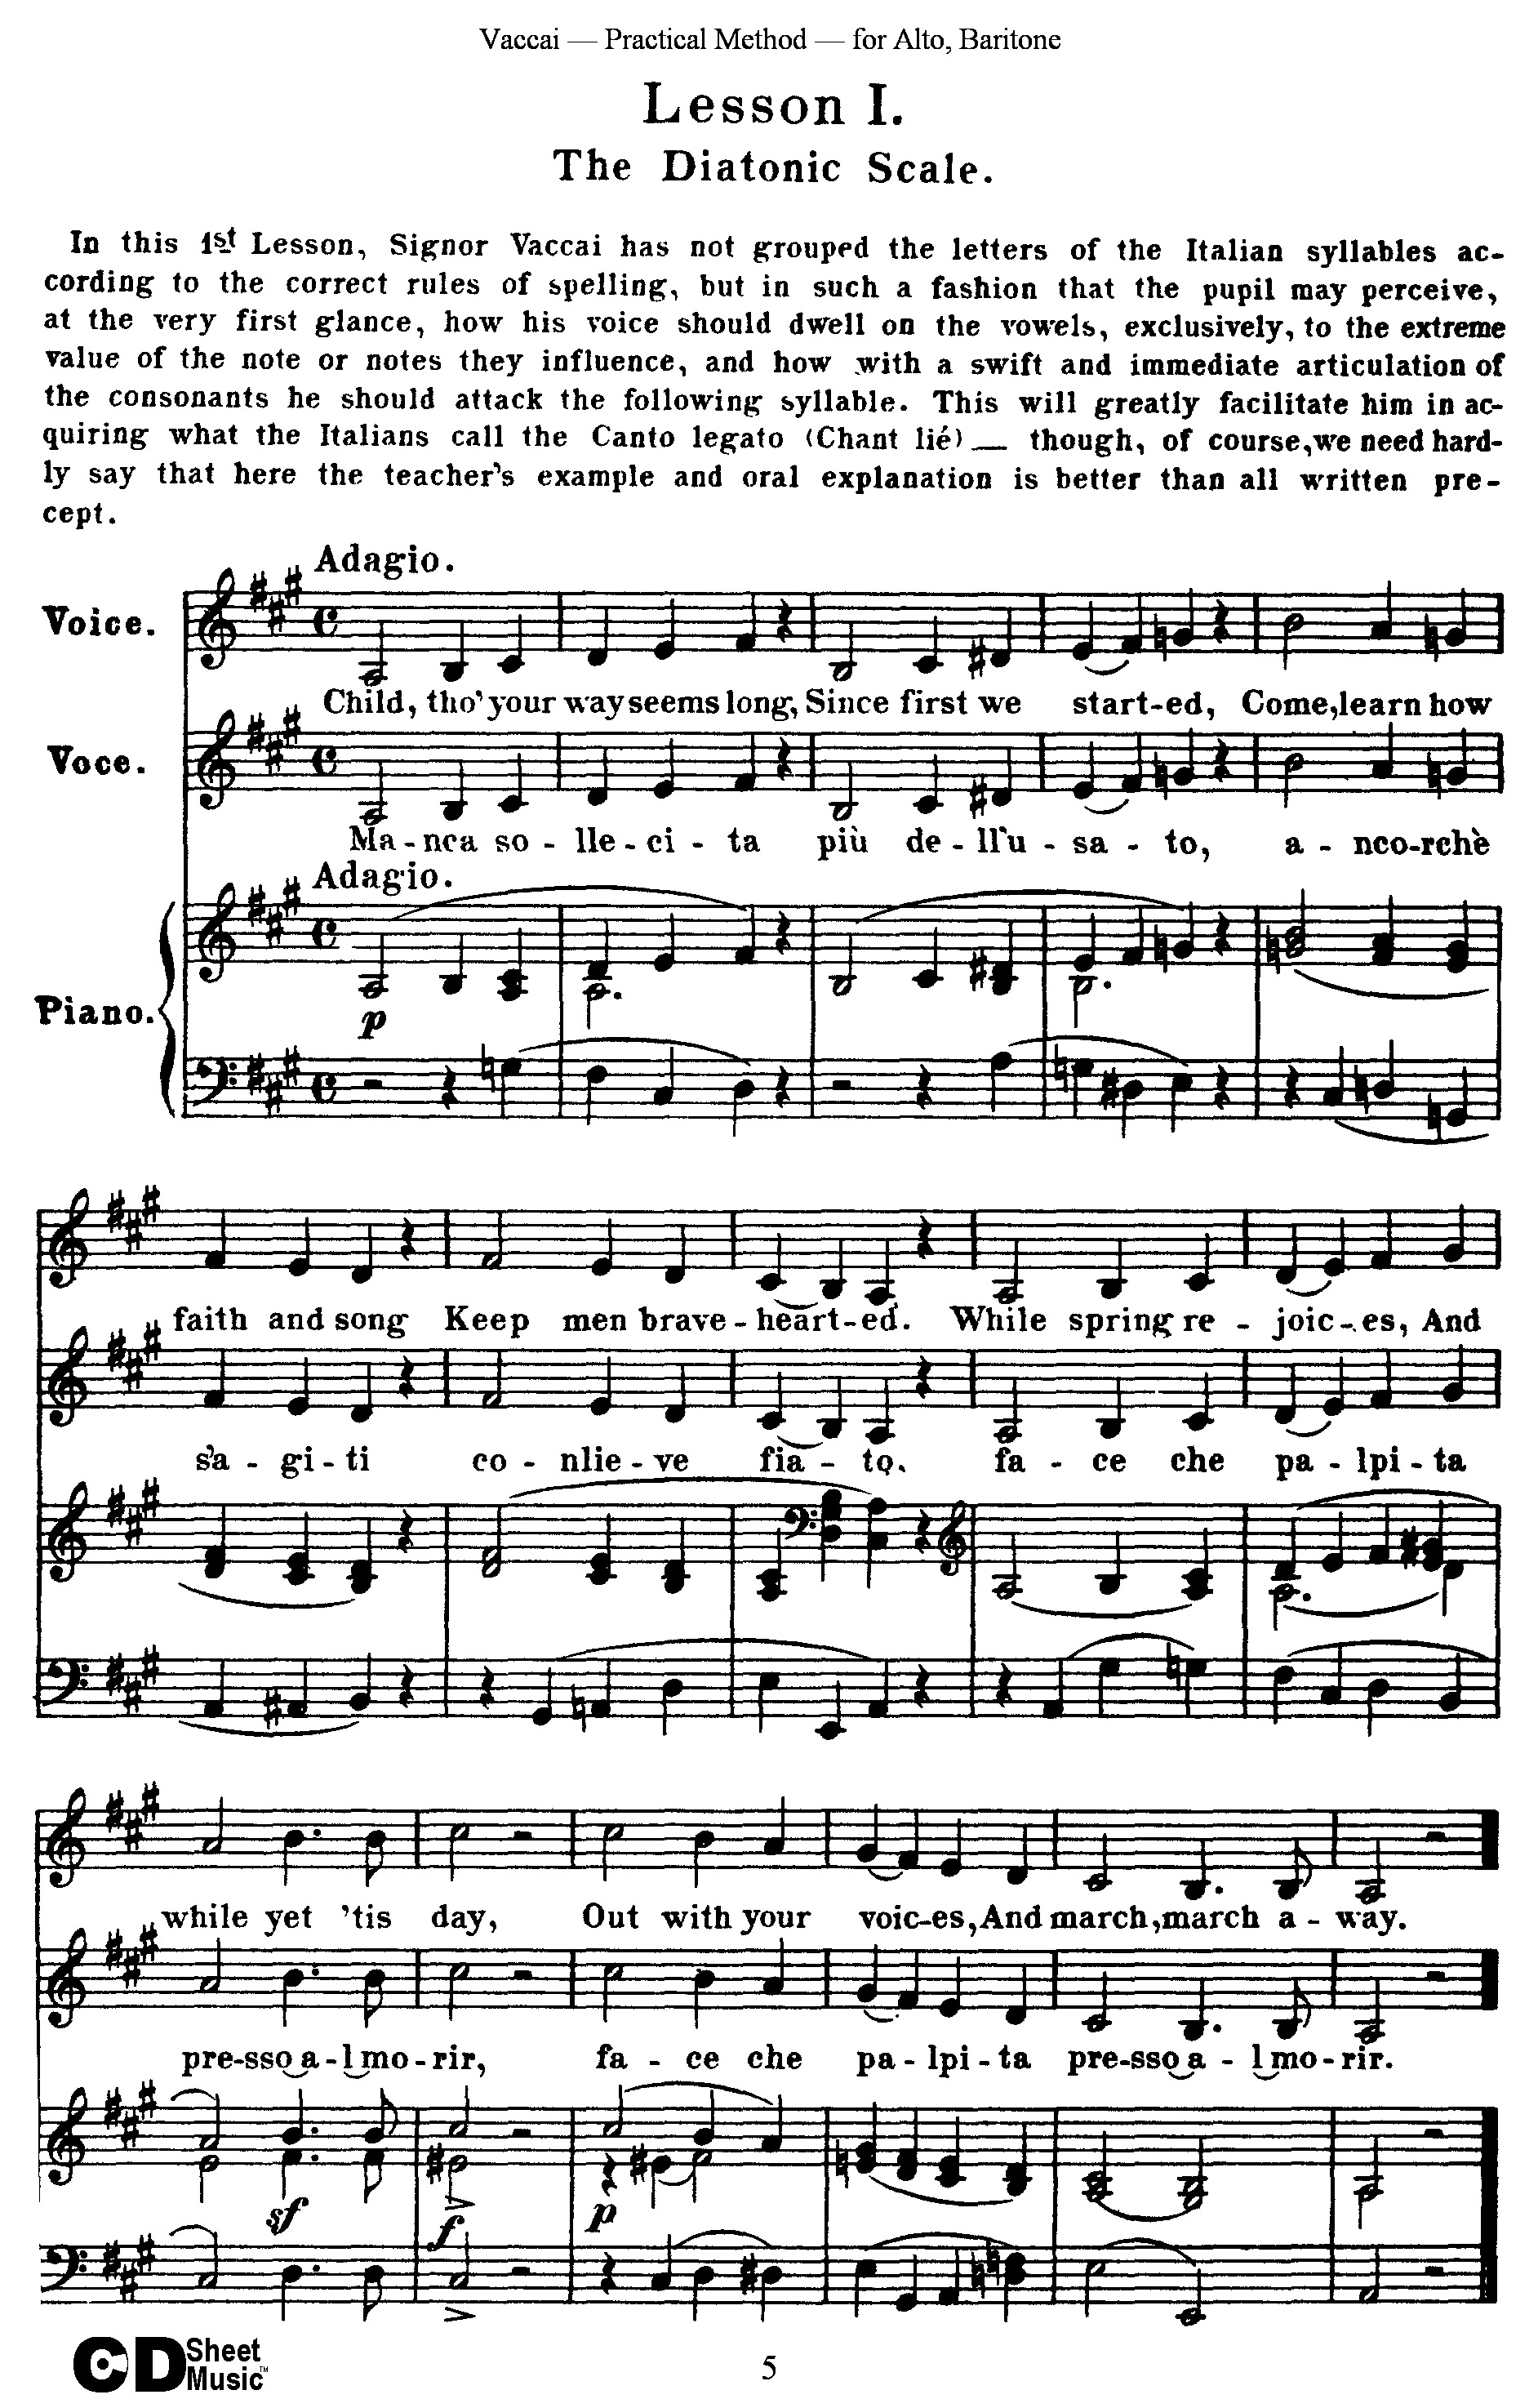 Vaccai — Practical Method — for Alto, Baritone
Lesson I.
The Diatonic Scale.
In this 1st Lesson, Signor Vaccai has not grouped the letters of the Italian syllables ac-
cording to the correct rules of spelling, but in such a fashion that the pupil may perceive,
at the very first glance, how his voice should dwell on the vowels, exclusively, to the extreme
value of the note or notes they influence, and how with a swift and immediate articulation of
the consonants he should attack the following syllable. This will greatly facilitate him in ac-
quiring what the Italians call the Canto legato (Chant lié) — though, of course, we need hard-
ly say that here the teacher's example and oral explanation is better than all written pre-
cept.
Adagio.
Voice.
Child, tho' your way seems long, Since first we start-ed, Come, learn how
Voce.
Ma - nca so - lle - ci - ta più de - ll'u - sa - to, a - nco-rchè
Adagio.
Piano.
p
faith and song Keep men brave - heart-ed. While spring re - joic - es, And
s'a - gi - ti co - nlie - ve fia - to. fa - ce che pa - lpi - ta
while yet 'tis day, Out with your voic-es, And march, march a - way.
pre-sso a - l mo - rir, fa - ce che pa - lpi - ta pre-sso a - l mo - rir.
sf f p
CD Sheet Music™
5